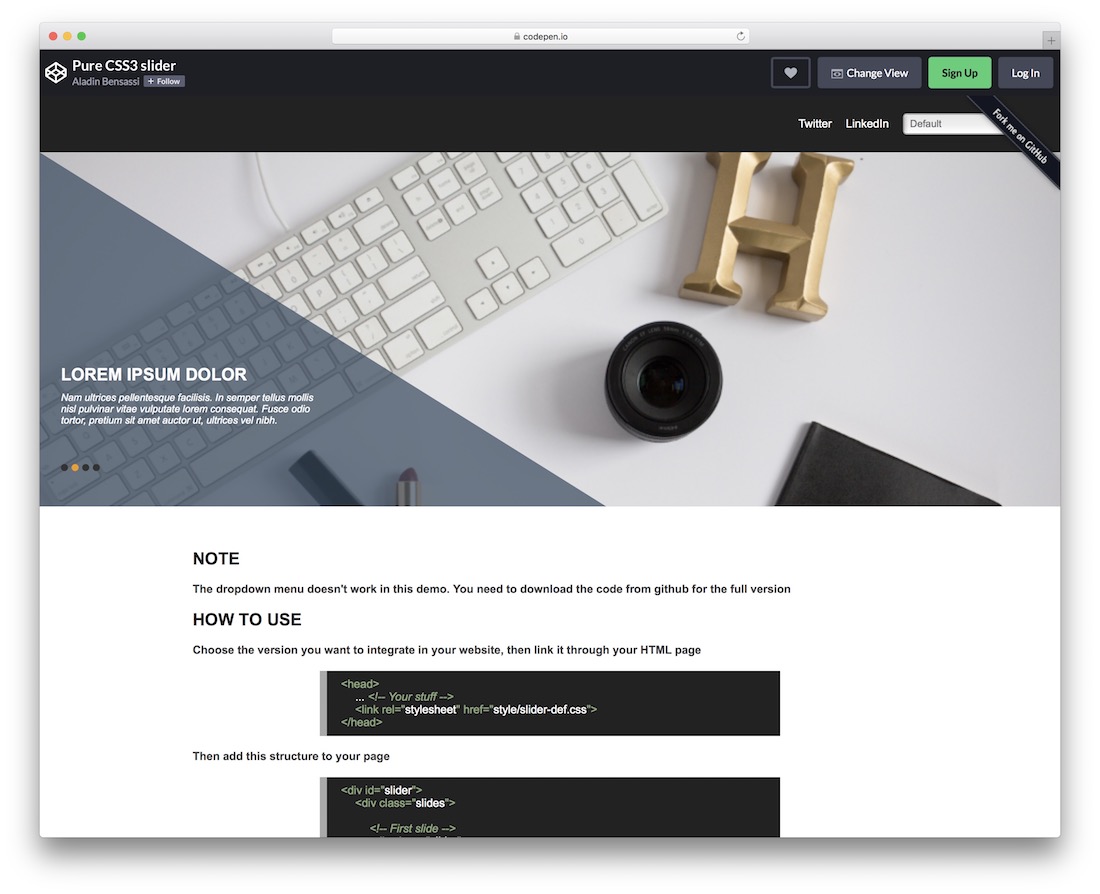 codepen.io
Pure CSS3 slider
Aladin Bensassi + Follow
Change View
Sign Up
Log In
Twitter
LinkedIn
Default
Fork me on GitHub
H
LOREM IPSUM DOLOR
Nam ultrices pellentesque facilisis. In semper tellus mollis
nisl pulvinar vitae vulputate lorem consequat. Fusce odio
tortor, pretium sit amet auctor ut, ultrices vel nibh.
NOTE
The dropdown menu doesn't work in this demo. You need to download the code from github for the full version
HOW TO USE
Choose the version you want to integrate in your website, then link it through your HTML page
<head>
... <!-- Your stuff -->
<link rel="stylesheet" href="style/slider-def.css">
</head>
Then add this structure to your page
<div id="slider">
<div class="slides">
<!-- First slide -->